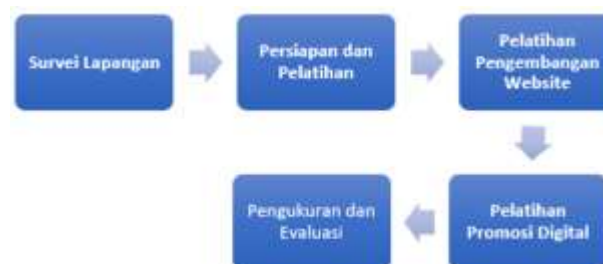 Survei Lapangan
Persiapan dan
Pelatihan
Pelatihan
Pengembangan
Website
Pelatihan
Promosi Digital
Pengukuran dan
Evaluasi